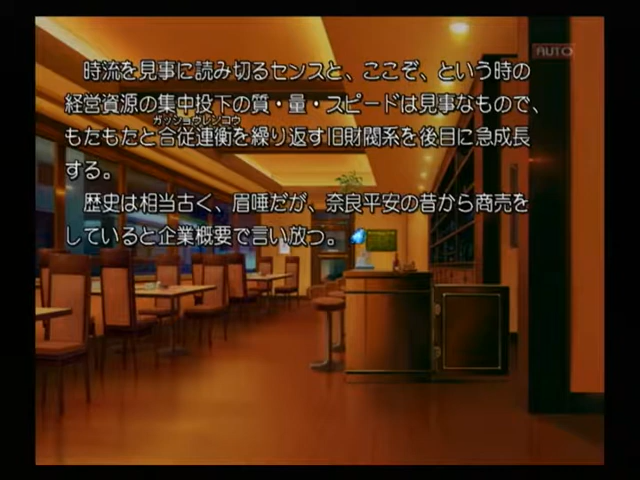 AUTO
時流を見事に読み切るセンスと、ここぞ、という時の
経営資源の集中投下の質・量・スピードは見事なもので、
ガッショウレンコウ
もたもたと合従連衡を繰り返す旧財閥系を後目に急成長
する。
歴史は相当古く、眉唾だが、奈良平安の昔から商売を
していると企業概要で言い放つ。